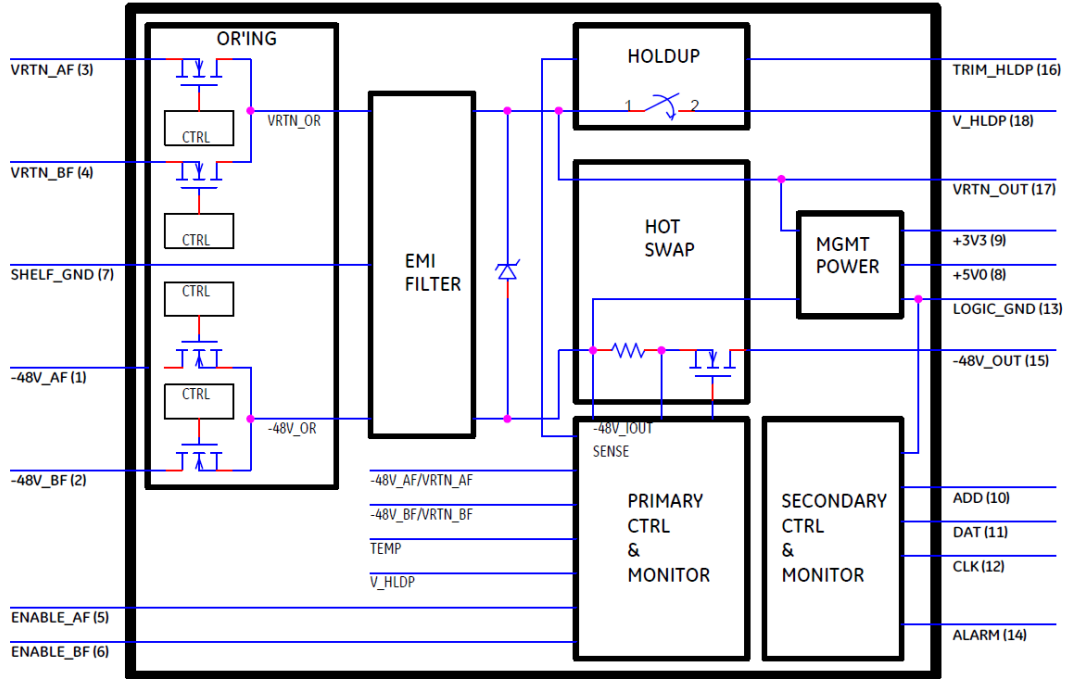 OR'ING
VRTN_AF (3)
CTRL
VRTN_OR
VRTN_BF (4)
CTRL
SHELF_GND (7)
CTRL
-48V_AF (1)
CTRL
-48V_OR
-48V_BF (2)
EMI
FILTER
HOLDUP
1 2
TRIM_HLDP (16)
V_HLDP (18)
VRTN_OUT (17)
HOT
SWAP
MGMT
POWER
+3V3 (9)
+5V0 (8)
LOGIC_GND (13)
-48V_OUT (15)
-48V_IOUT
SENSE
-48V_AF/VRTN_AF
-48V_BF/VRTN_BF
TEMP
V_HLDP
PRIMARY
CTRL
&
MONITOR
SECONDARY
CTRL
&
MONITOR
ADD (10)
DAT (11)
CLK (12)
ALARM (14)
ENABLE_AF (5)
ENABLE_BF (6)